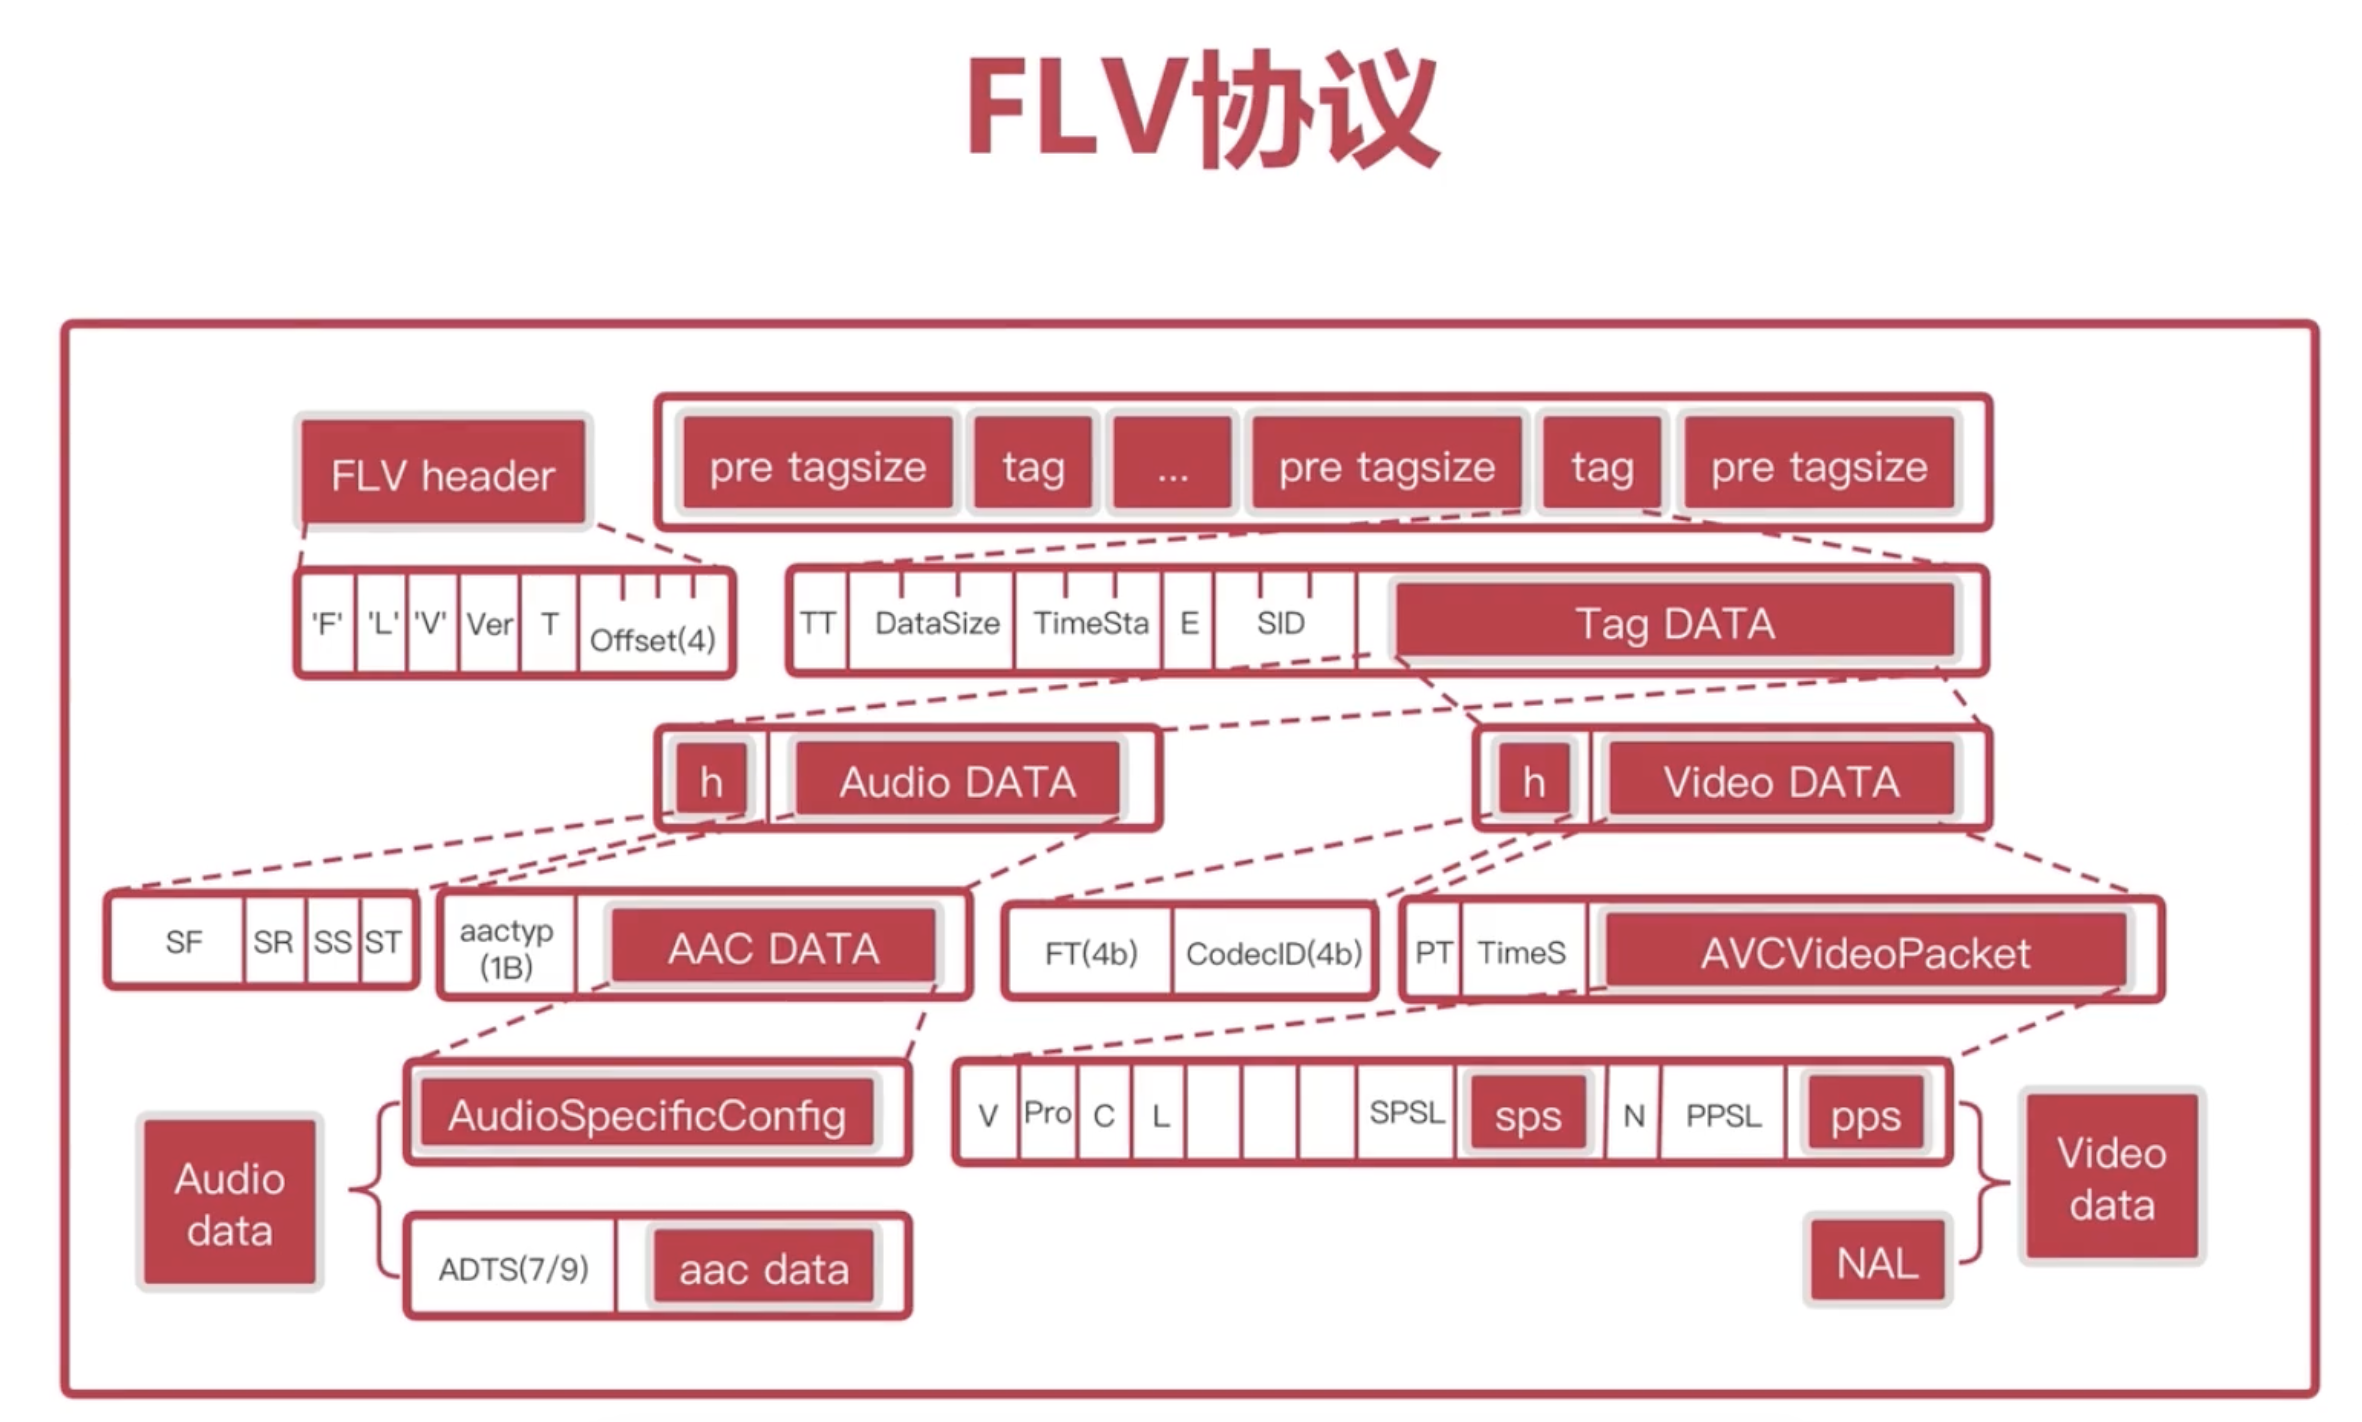 FLV协议
FLV header
pre tagsize
tag
...
pre tagsize
tag
pre tagsize
'F'
'L'
'V'
Ver
T
Offset(4)
TT
DataSize
TimeSta
E
SID
Tag DATA
h
Audio DATA
h
Video DATA
SF
SR
SS
ST
aactyp
(1B)
AAC DATA
FT(4b)
CodecID(4b)
PT
TimeS
AVCVideoPacket
AudioSpecificConfig
V
Pro
C
L
SPSL
sps
N
PPSL
pps
Audio
data
Video
data
ADTS(7/9)
aac data
NAL